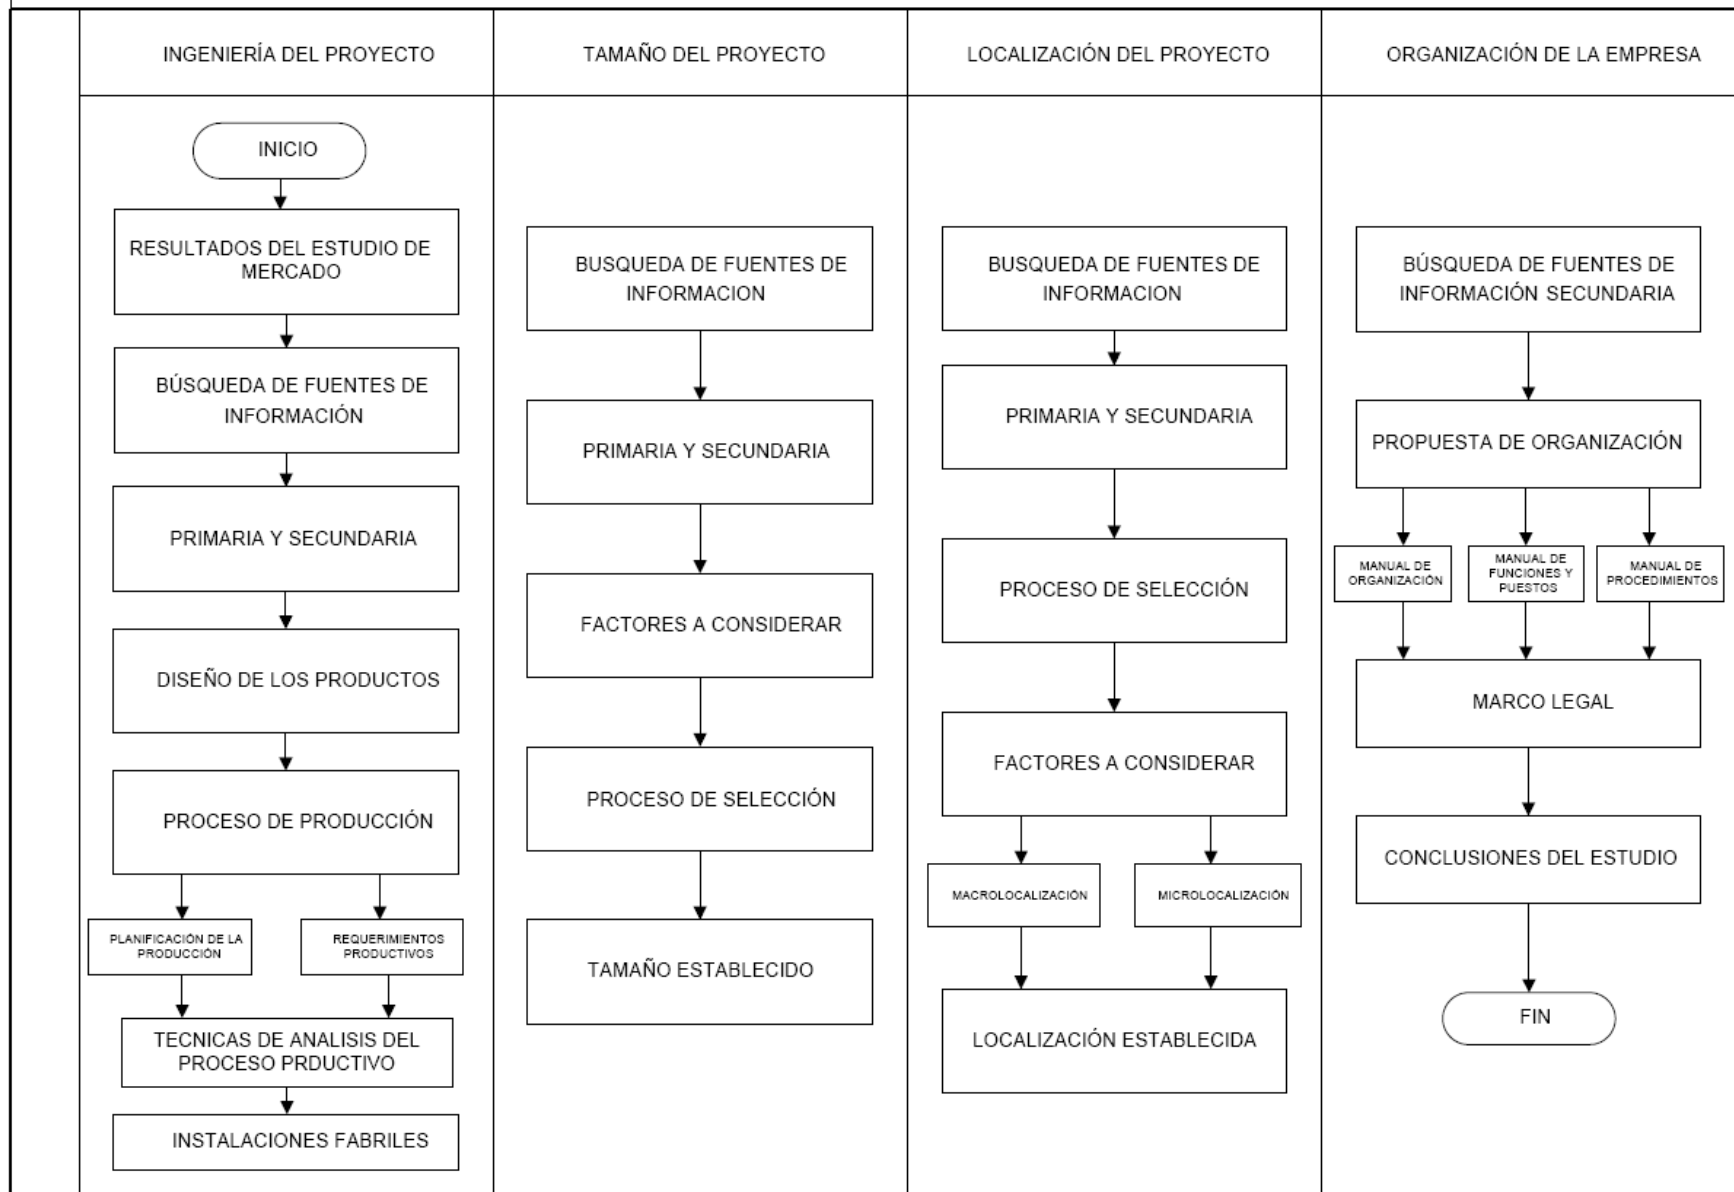 INGENIERÍA DEL PROYECTO
TAMAÑO DEL PROYECTO
LOCALIZACIÓN DEL PROYECTO
ORGANIZACIÓN DE LA EMPRESA
INICIO
RESULTADOS DEL ESTUDIO DE
MERCADO
BÚSQUEDA DE FUENTES DE
INFORMACIÓN
PRIMARIA Y SECUNDARIA
DISEÑO DE LOS PRODUCTOS
PROCESO DE PRODUCCIÓN
PLANIFICACIÓN DE LA
PRODUCCIÓN
REQUERIMIENTOS
PRODUCTIVOS
TECNICAS DE ANALISIS DEL
PROCESO PRDUCTIVO
INSTALACIONES FABRILES
BUSQUEDA DE FUENTES DE
INFORMACION
PRIMARIA Y SECUNDARIA
FACTORES A CONSIDERAR
PROCESO DE SELECCIÓN
TAMAÑO ESTABLECIDO
BUSQUEDA DE FUENTES DE
INFORMACION
PRIMARIA Y SECUNDARIA
PROCESO DE SELECCIÓN
FACTORES A CONSIDERAR
MACROLOCALIZACIÓN
MICROLOCALIZACIÓN
LOCALIZACIÓN ESTABLECIDA
BÚSQUEDA DE FUENTES DE
INFORMACIÓN SECUNDARIA
PROPUESTA DE ORGANIZACIÓN
MANUAL DE
ORGANIZACIÓN
MANUAL DE
FUNCIONES Y
PUESTOS
MANUAL DE
PROCEDIMIENTOS
MARCO LEGAL
CONCLUSIONES DEL ESTUDIO
FIN